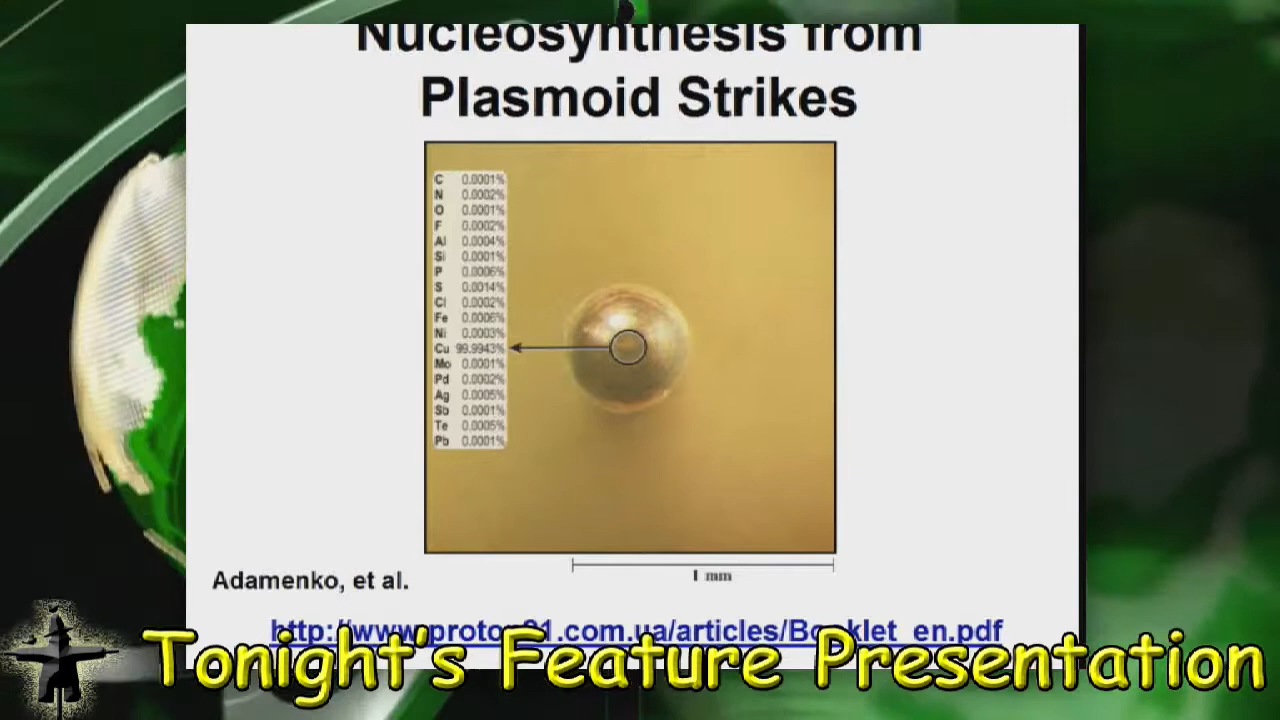 Nucleosynthesis from
Plasmoid Strikes
C 0.0001%
N 0.0002%
O 0.0001%
F 0.0002%
Al 0.0004%
Si 0.0001%
P 0.0006%
S 0.0014%
Cl 0.0002%
Fe 0.0006%
Ni 0.0003%
Cu 99.9943%
Mo 0.0001%
Pd 0.0002%
Ag 0.0005%
Sb 0.0001%
Te 0.0005%
Pb 0.0001%
1 mm
Adamenko, et al.
Tonight's Feature Presentation